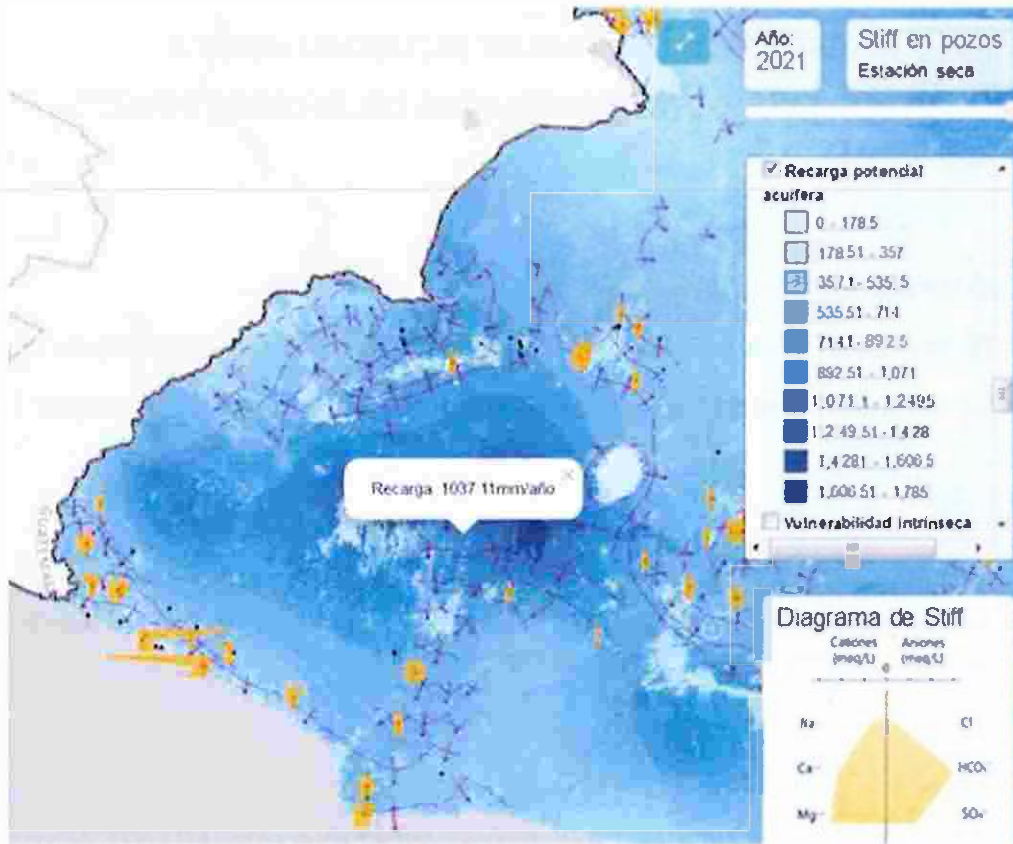 Año:
2021
Stiff en pozos
Estación seca
Recarga potencial
acuífera
0 - 178.5
178.51 - 357
357.1 - 535.5
535.51 - 714
714.1 - 892.5
892.51 - 1,071
1,071.1 - 1,2495
1,249.51 - 1,428
1,428.1 - 1,606.5
1,606.51 - 1,785
Vulnerabilidad intrínseca
Recarga: 1037.11mm/año
Diagrama de Stiff
Cationes
(meq/L)
Aniones
(meq/L)
0
Na
Cl
Ca
HCO₃
Mg
SO₄